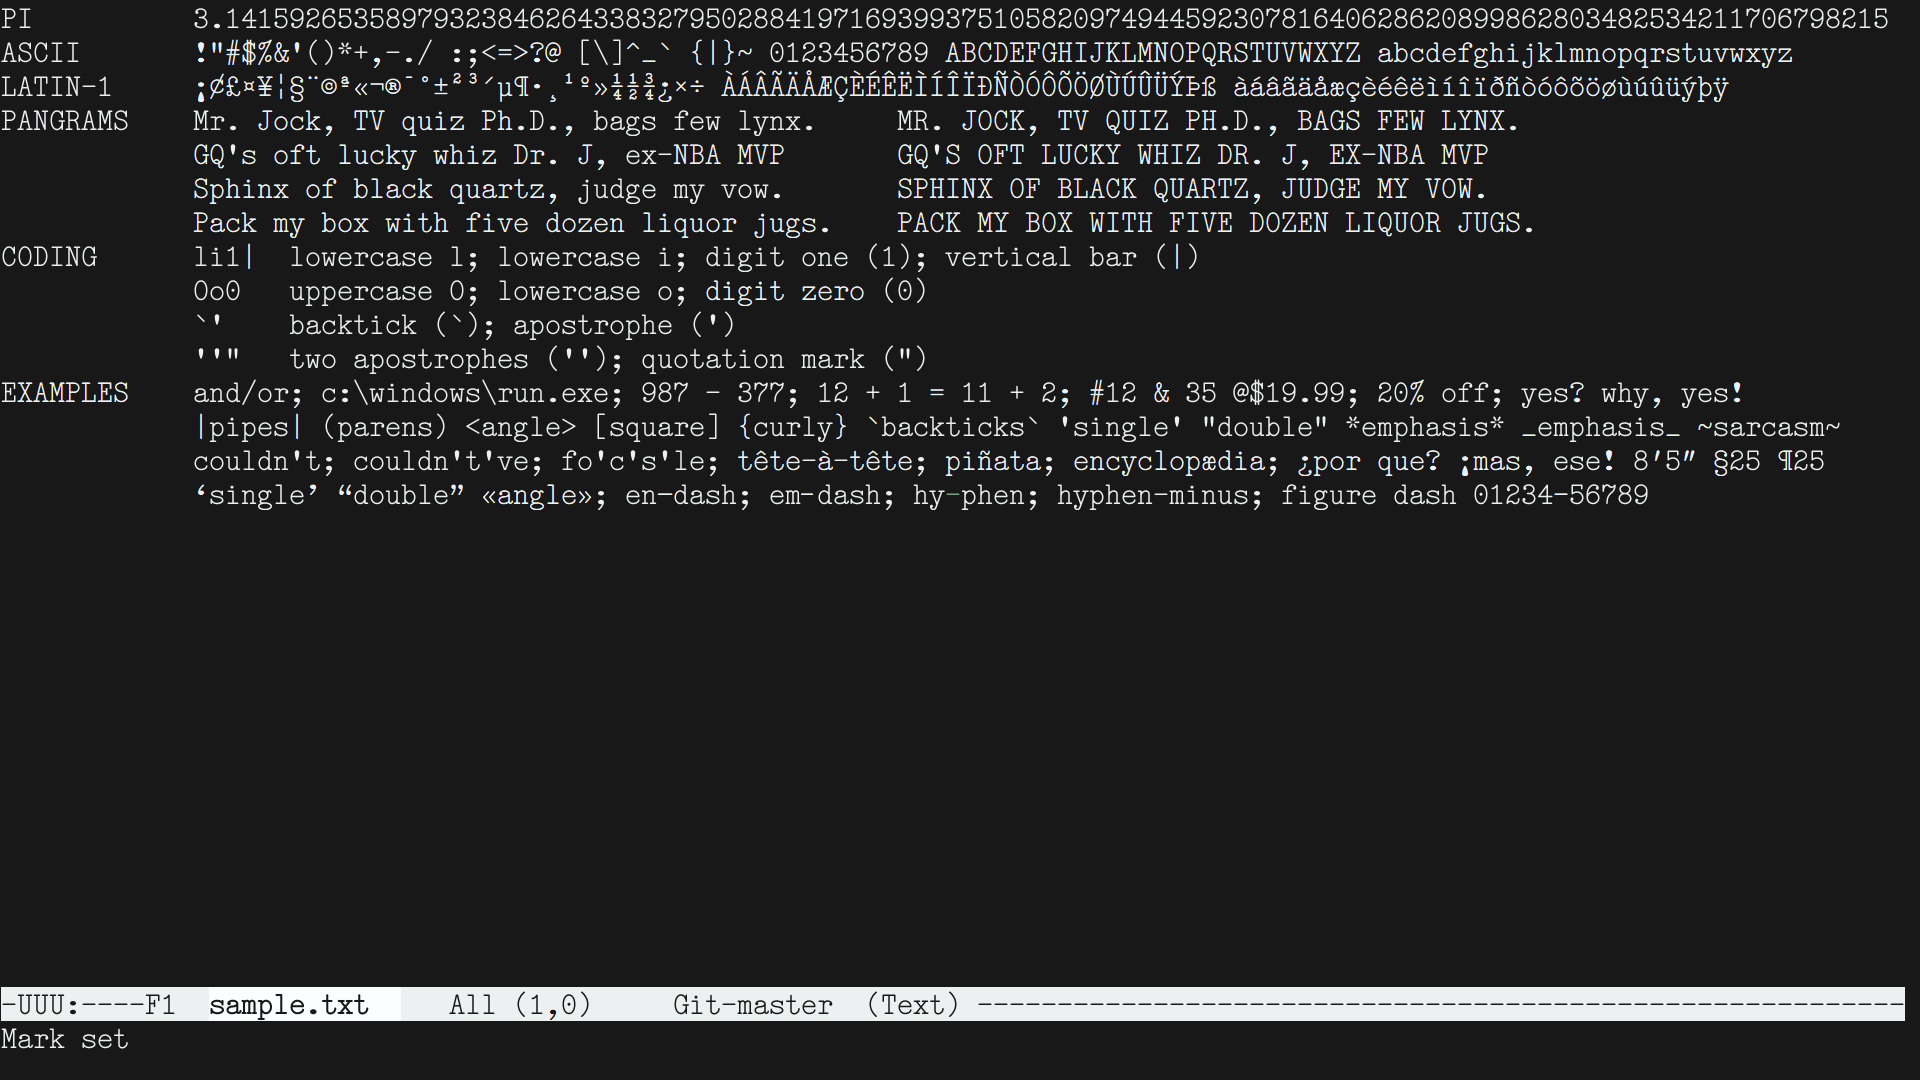 PI 3.14159265358979323846264338327950288419716939937510582097494459230781640628620899862803482534211706798215
ASCII !"#$%&'()*+,-./ :;<=>?@ [\]^_` {|}~ 0123456789 ABCDEFGHIJKLMNOPQRSTUVWXYZ abcdefghijklmnopqrstuvwxyz
LATIN-1 ¡¢£¤¥¦§¨©ª«¬®¯°±²³´µ¶·¸¹º»¼½¾¿×÷ ÀÁÂÃÄÅÆÇÈÉÊËÌÍÎÏÐÑÒÓÔÕÖØÙÚÛÜÝÞß àáâãäåæçèéêëìíîïðñòóôõöøùúûüýþÿ
PANGRAMS Mr. Jock, TV quiz Ph.D., bags few lynx. MR. JOCK, TV QUIZ PH.D., BAGS FEW LYNX.
GQ's oft lucky whiz Dr. J, ex-NBA MVP GQ'S OFT LUCKY WHIZ DR. J, EX-NBA MVP
Sphinx of black quartz, judge my vow. SPHINX OF BLACK QUARTZ, JUDGE MY VOW.
Pack my box with five dozen liquor jugs. PACK MY BOX WITH FIVE DOZEN LIQUOR JUGS.
CODING li1| lowercase l; lowercase i; digit one (1); vertical bar (|)
Oo0 uppercase O; lowercase o; digit zero (0)
`' backtick (`); apostrophe (')
''" two apostrophes (''); quotation mark (")
EXAMPLES and/or; c:\windows\run.exe; 987 - 377; 12 + 1 = 11 + 2; #12 & 35 @$19.99; 20% off; yes? why, yes!
|pipes| (parens) <angle> [square] {curly} `backticks` 'single' "double" *emphasis* _emphasis_ ~sarcasm~
couldn't; couldn't've; fo'c's'le; tête-à-tête; piñata; encyclopædia; ¿por que? ¡mas, ese! 8′5″ §25 ¶25
‘single’ “double” «angle»; en–dash; em—dash; hy‐phen; hyphen-minus; figure dash 01234‒56789
-UUU:----F1 sample.txt All (1,0) Git-master (Text) ----------------------------------------------------------
Mark set